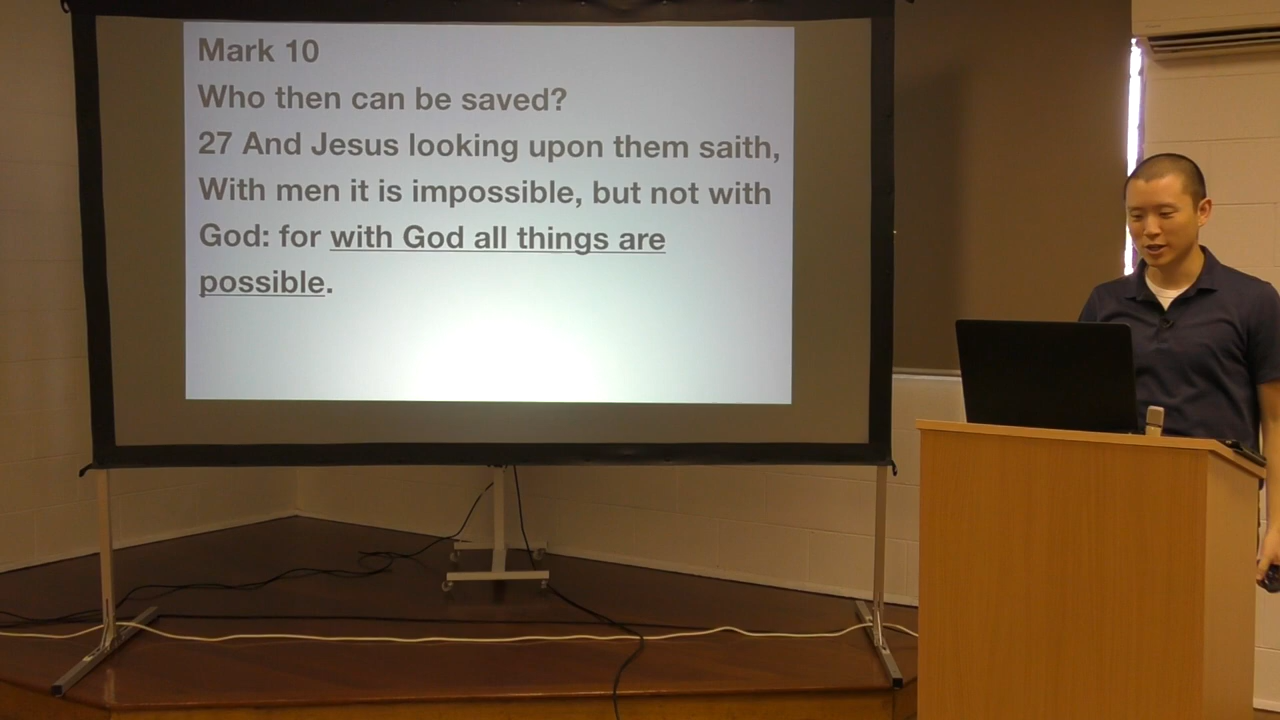 Mark 10
Who then can be saved?
27 And Jesus looking upon them saith,
With men it is impossible, but not with
God: for with God all things are
possible.